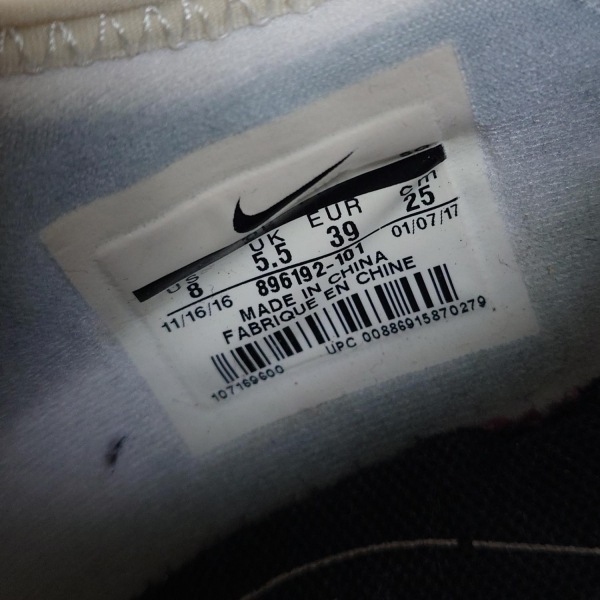 US UK EUR cm
8 5.5 39 25
11/16/16 896192-101 01/07/17
MADE IN CHINA
FABRIQUE EN CHINE
107169600 UPC 00886915870279